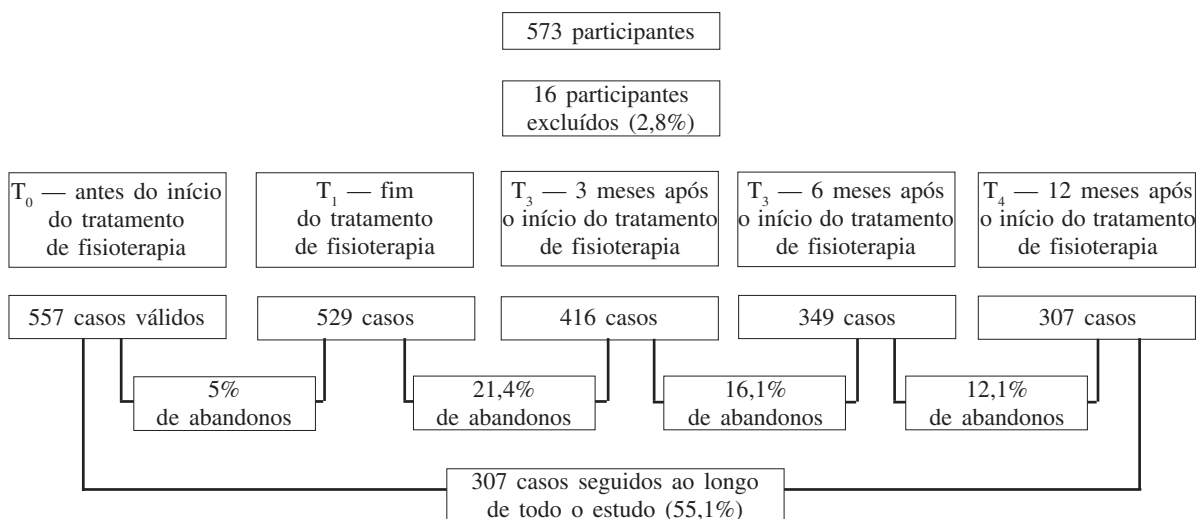 573 participantes
16 participantes
excluídos (2,8%)
T0 — antes do início
do tratamento
de fisioterapia
T1 — fim
do tratamento
de fisioterapia
T3 — 3 meses após
o início do tratamento
de fisioterapia
T3 — 6 meses após
o início do tratamento
de fisioterapia
T4 — 12 meses após
o início do tratamento
de fisioterapia
557 casos válidos
529 casos
416 casos
349 casos
307 casos
5%
de abandonos
21,4%
de abandonos
16,1%
de abandonos
12,1%
de abandonos
307 casos seguidos ao longo
de todo o estudo (55,1%)